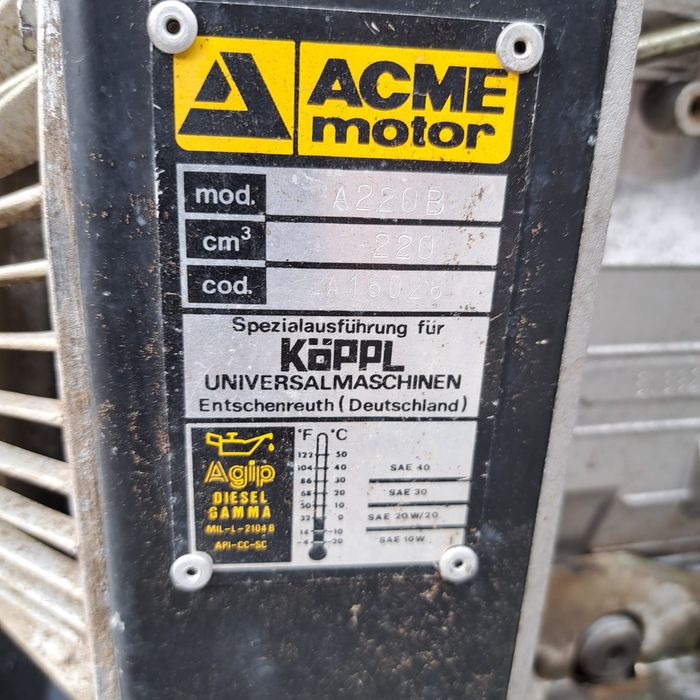 ACME
motor
mod. A220B
cm³ 220
cod. A16028
Spezialausführung für
KÖPPL
UNIVERSALMASCHINEN
Entschenreuth (Deutschland)
Agip
DIESEL
GAMMA
MIL-L-2104B
API-CC-SC
°F °C
122 50
104 40 SAE 40
86 30
68 20 SAE 30
50 10
32 0 SAE 20W/20
14 -10
-4 -20 SAE 10W